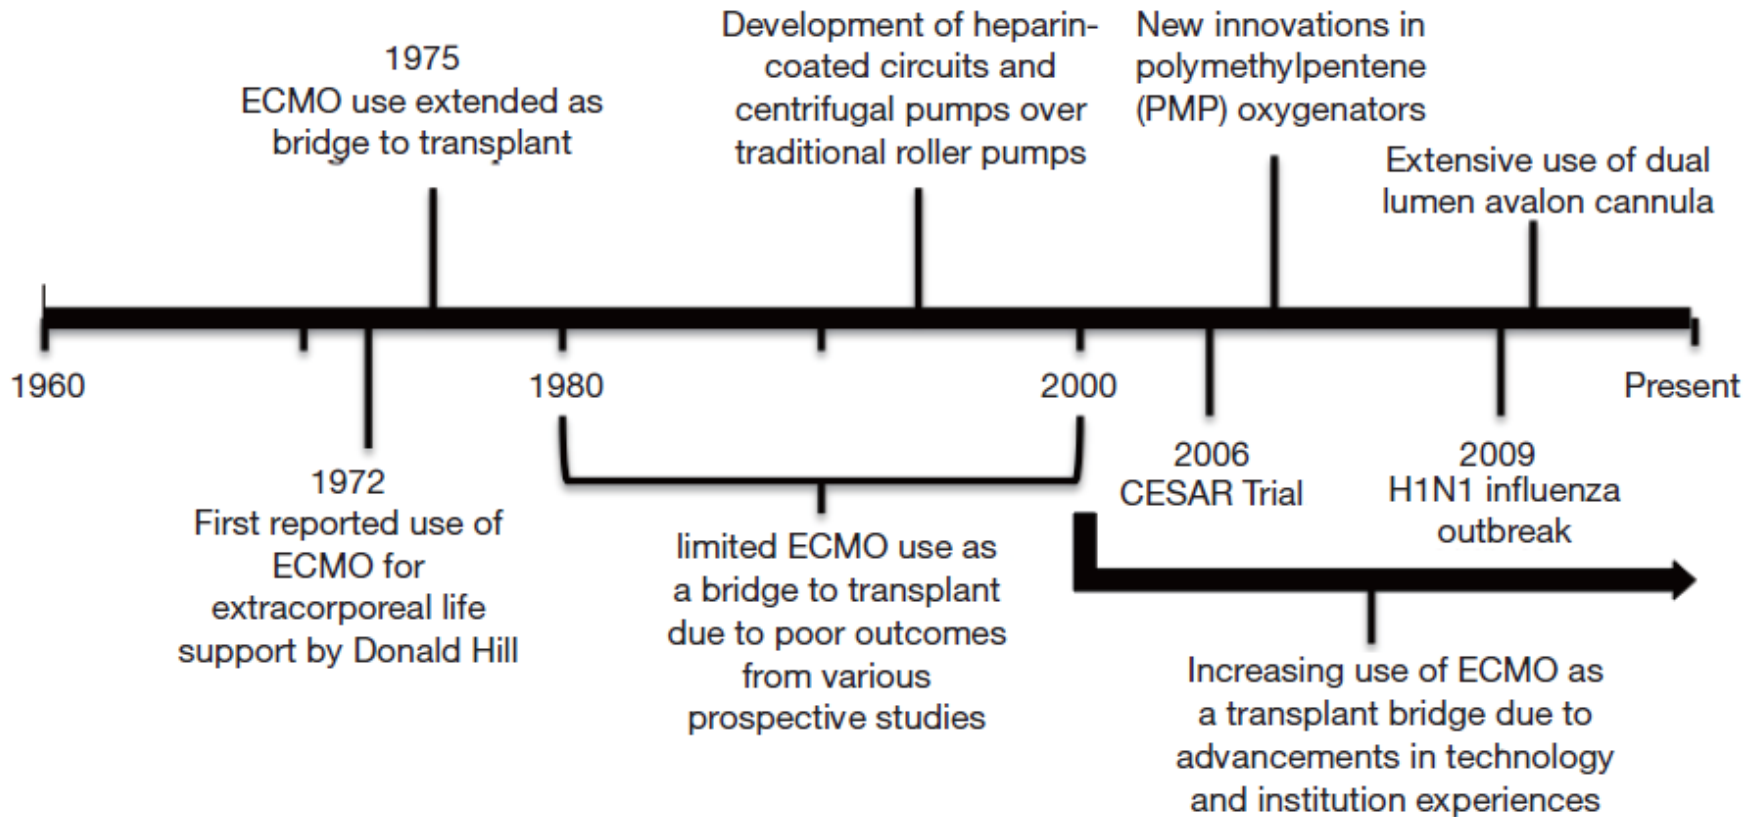 1975
ECMO use extended as
bridge to transplant
Development of heparin-
coated circuits and
centrifugal pumps over
traditional roller pumps
New innovations in
polymethylpentene
(PMP) oxygenators
Extensive use of dual
lumen avalon cannula
1960
1980
2000
Present
1972
First reported use of
ECMO for
extracorporeal life
support by Donald Hill
limited ECMO use as
a bridge to transplant
due to poor outcomes
from various
prospective studies
2006
CESAR Trial
2009
H1N1 influenza
outbreak
Increasing use of ECMO as
a transplant bridge due to
advancements in technology
and institution experiences